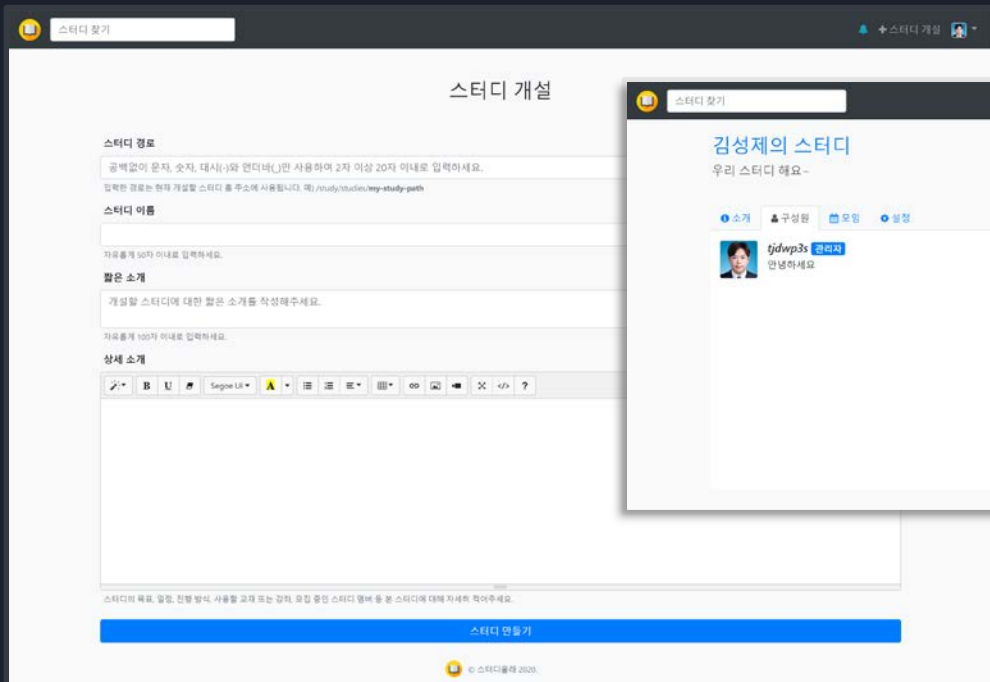 스터디 찾기
+스터디 개설
스터디 개설
스터디 경로
공백없이 문자, 숫자, 대시(-)와 언더바(_)만 사용하여 2자 이상 20자 이내로 입력하세요.
입력한 경로는 현재 개설할 스터디 홈 주소에 사용됩니다. 예) /study/studies/my-study-path
스터디 이름
자유롭게 50자 이내로 입력하세요.
짧은 소개
개설할 스터디에 대한 짧은 소개를 작성해주세요.
자유롭게 100자 이내로 입력하세요.
상세 소개
B U Segoe UI A </> ?
스터디의 목표, 일정, 진행 방식, 사용할 교재 또는 강좌, 모집 중인 스터디 멤버 등 본 스터디에 대해 자세히 적어주세요.
스터디 만들기
© 스터디올래 2020.
스터디 찾기
김성제의 스터디
우리 스터디 해요~
소개 구성원 모임 설정
tjdwp3s 관리자
안녕하세요